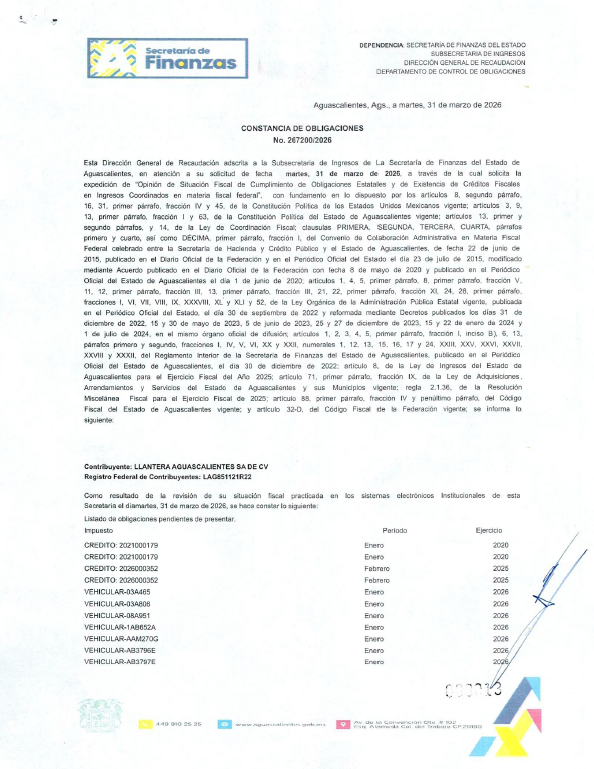 Secretaría de
Finanzas
DEPENDENCIA: SECRETARÍA DE FINANZAS DEL ESTADO
SUBSECRETARIA DE INGRESOS
DIRECCIÓN GENERAL DE RECAUDACIÓN
DEPARTAMENTO DE CONTROL DE OBLIGACIONES
Aguascalientes, Ags., a martes, 31 de marzo de 2026
CONSTANCIA DE OBLIGACIONES
No. 267200/2026
Esta Dirección General de Recaudación adscrita a la Subsecretaria de Ingresos de La Secretaría de Finanzas del Estado de
Aguascalientes, en atención a su solicitud de fecha martes, 31 de marzo de 2026, a través de la cual solicita la
expedición de "Opinión de Situación Fiscal de Cumplimiento de Obligaciones Estatales y de Existencia de Créditos Fiscales
en Ingresos Coordinados en materia fiscal federal", con fundamento en lo dispuesto por los artículos 8, segundo párrafo,
16, 31, primer párrafo, fracción IV y 45, de la Constitución Política de los Estados Unidos Mexicanos vigente; artículos 3, 9,
13, primer párrafo, fracción I y 63, de la Constitución Política del Estado de Aguascalientes vigente; artículos 13, primer y
segundo párrafos, y 14, de la Ley de Coordinación Fiscal; clausulas PRIMERA, SEGUNDA, TERCERA, CUARTA, párrafos
primero y cuarto, así como DÉCIMA, primer párrafo, fracción I, del Convenio de Colaboración Administrativa en Materia Fiscal
Federal celebrado entre la Secretaría de Hacienda y Crédito Público y el Estado de Aguascalientes, de fecha 22 de junio de
2015, publicado en el Diario Oficial de la Federación y en el Periódico Oficial del Estado el día 23 de julio de 2015, modificado
mediante Acuerdo publicado en el Diario Oficial de la Federación con fecha 8 de mayo de 2020 y publicado en el Periódico
Oficial del Estado de Aguascalientes el día 1 de junio de 2020; artículos 1, 4, 5, primer párrafo, 8, primer párrafo, fracción V,
11, 12, primer párrafo, fracción III, 13, primer párrafo, fracción III, 21, 22, primer párrafo, fracción XI, 24, 28, primer párrafo,
fracciones I, VI, VII, VIII, IX, XXXVIII, XL y XLI y 52, de la Ley Orgánica de la Administración Pública Estatal vigente, publicada
en el Periódico Oficial del Estado, el día 30 de septiembre de 2022 y reformada mediante Decretos publicados los días 31 de
diciembre de 2022, 15 y 30 de mayo de 2023, 5 de junio de 2023, 25 y 27 de diciembre de 2023, 15 y 22 de enero de 2024 y
1 de julio de 2024, en el mismo órgano oficial de difusión; artículos 1, 2, 3, 4, 5, primer párrafo, fracción I, inciso B), 6, 13,
párrafos primero y segundo, fracciones I, IV, V, VI, XX y XXII, numerales 1, 12, 13, 15, 16, 17 y 24, XXIII, XXV, XXVI, XXVII,
XXVIII y XXXII, del Reglamento Interior de la Secretaría de Finanzas del Estado de Aguascalientes, publicado en el Periódico
Oficial del Estado de Aguascalientes, el día 30 de diciembre de 2022; artículo 8, de la Ley de Ingresos del Estado de
Aguascalientes para el Ejercicio Fiscal del Año 2025; artículo 71, primer párrafo, fracción IX, de la Ley de Adquisiciones,
Arrendamientos y Servicios del Estado de Aguascalientes y sus Municipios vigente; regla 2.1.36, de la Resolución
Miscelánea Fiscal para el Ejercicio Fiscal de 2025; artículo 88, primer párrafo, fracción IV y penúltimo párrafo, del Código
Fiscal del Estado de Aguascalientes vigente; y artículo 32-D, del Código Fiscal de la Federación vigente; se informa lo
siguiente:
Contribuyente: LLANTERA AGUASCALIENTES SA DE CV
Registro Federal de Contribuyentes: LAG851121R22
Como resultado de la revisión de su situación fiscal practicada en los sistemas electrónicos Institucionales de esta
Secretaria el diamartes, 31 de marzo de 2026, se hace constar lo siguiente:
Listado de obligaciones pendientes de presentar.
Impuesto Período Ejercicio
CREDITO: 2021000179 Enero 2020
CREDITO: 2021000179 Enero 2020
CREDITO: 2026000352 Febrero 2025
CREDITO: 2026000352 Febrero 2025
VEHICULAR-03A465 Enero 2026
VEHICULAR-03A806 Enero 2026
VEHICULAR-08A951 Enero 2026
VEHICULAR-1AB652A Enero 2026
VEHICULAR-AAM270G Enero 2026
VEHICULAR-AB3796E Enero 2026
VEHICULAR-AB3797E Enero 2026
000013
449 910 25 25
www.aguascalientes.gob.mx
Av. de la Convención Ote. # 102
Col. del Trabajo CP 20180